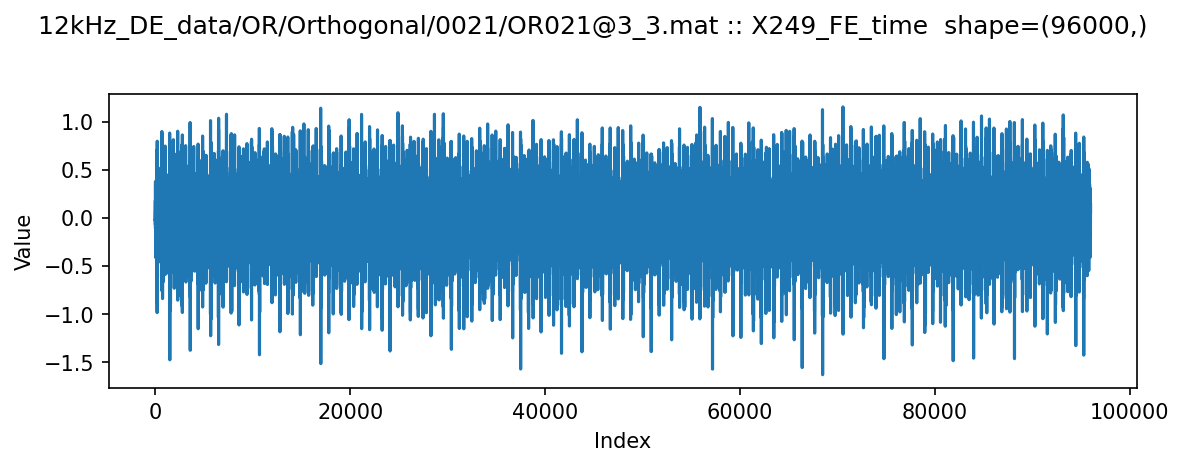 12kHz_DE_data/OR/Orthogonal/0021/OR021@3_3.mat :: X249_FE_time  shape=(96000,)
1.0
0.5
0.0
−0.5
−1.0
−1.5
Value
0 20000 40000 60000 80000 100000
Index